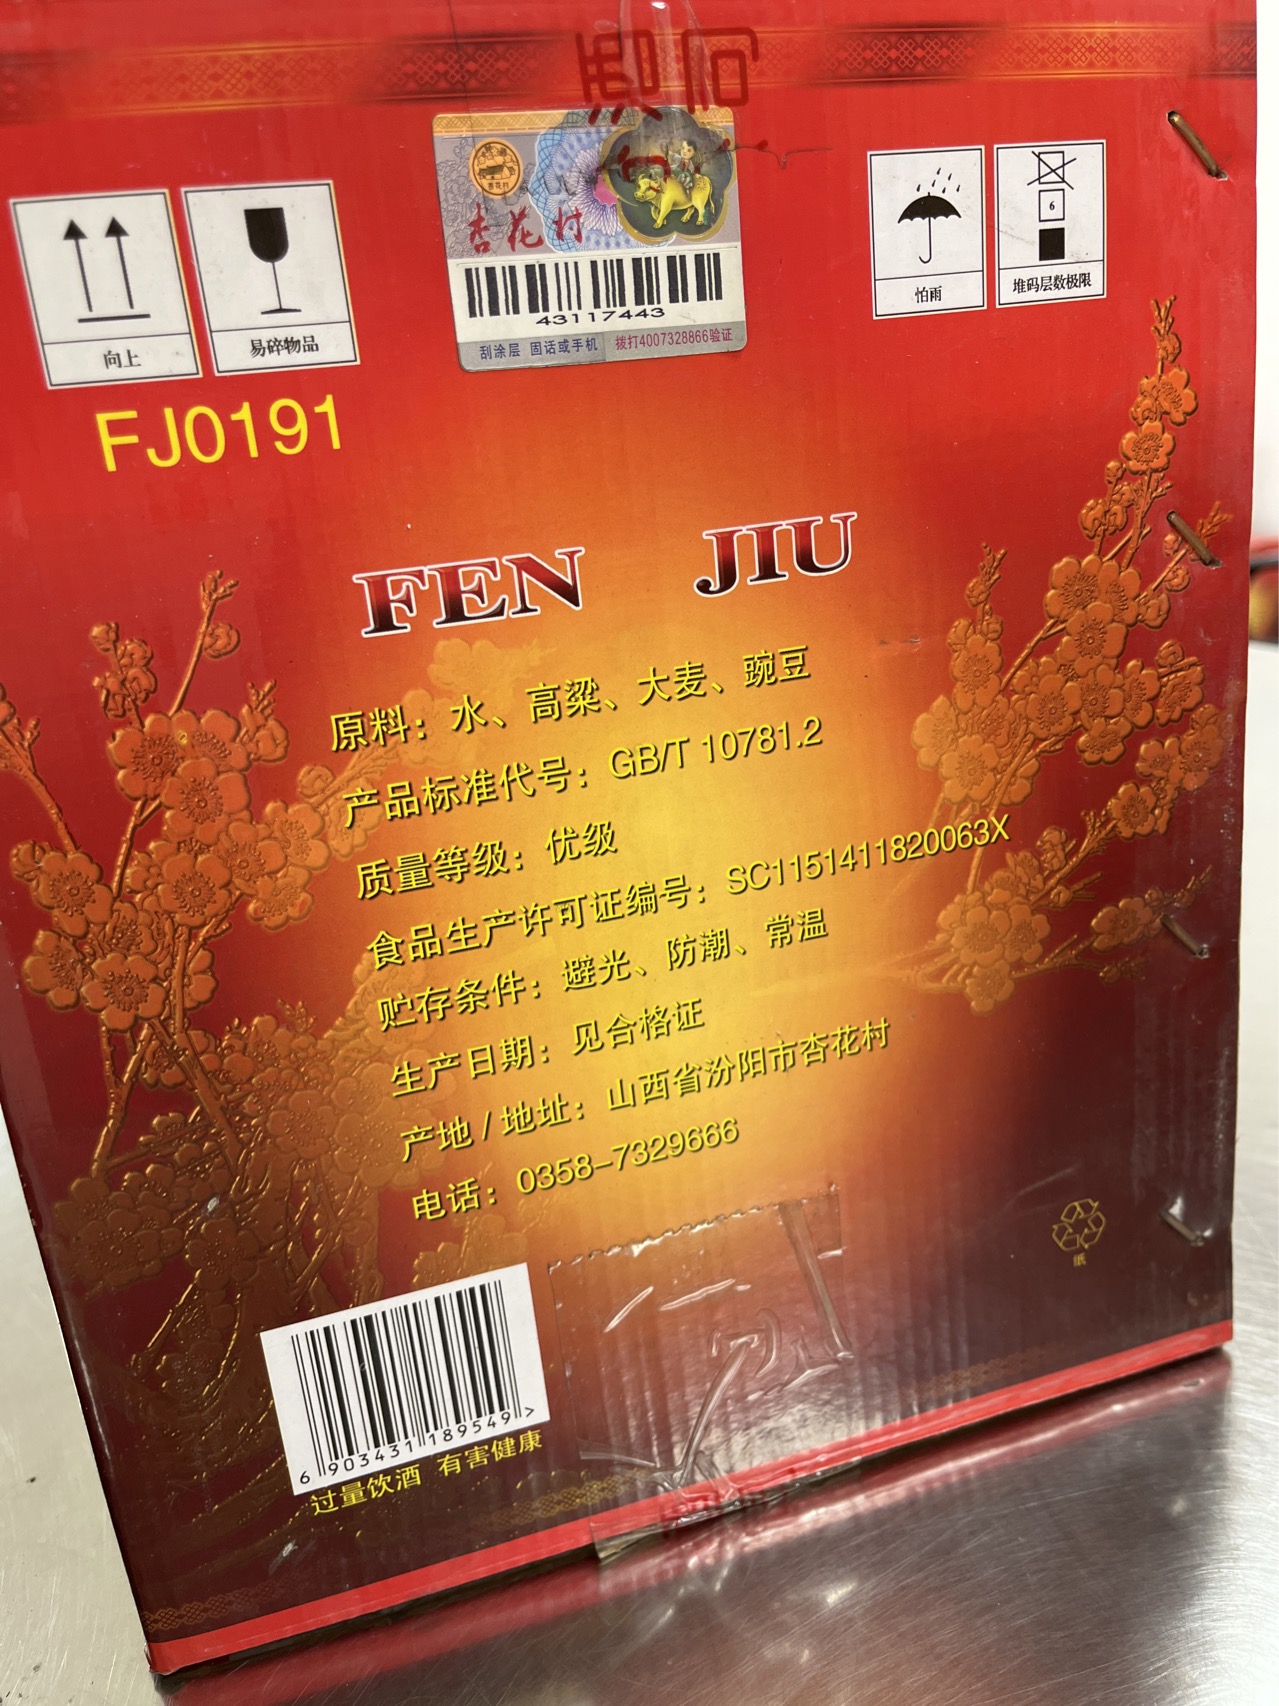 杏花村
43117443
刮涂层 固话或手机 拨打4007328866验证
向上
易碎物品
怕雨
6
堆码层数极限
FJ0191
FEN JIU
原料：水、高粱、大麦、豌豆
产品标准代号：GB/T 10781.2
质量等级：优级
食品生产许可证编号：SC1151411820063X
贮存条件：避光、防潮、常温
生产日期：见合格证
产地/地址：山西省汾阳市杏花村
电话：0358-7329666
纸
6 903431 189549 >
过量饮酒 有害健康